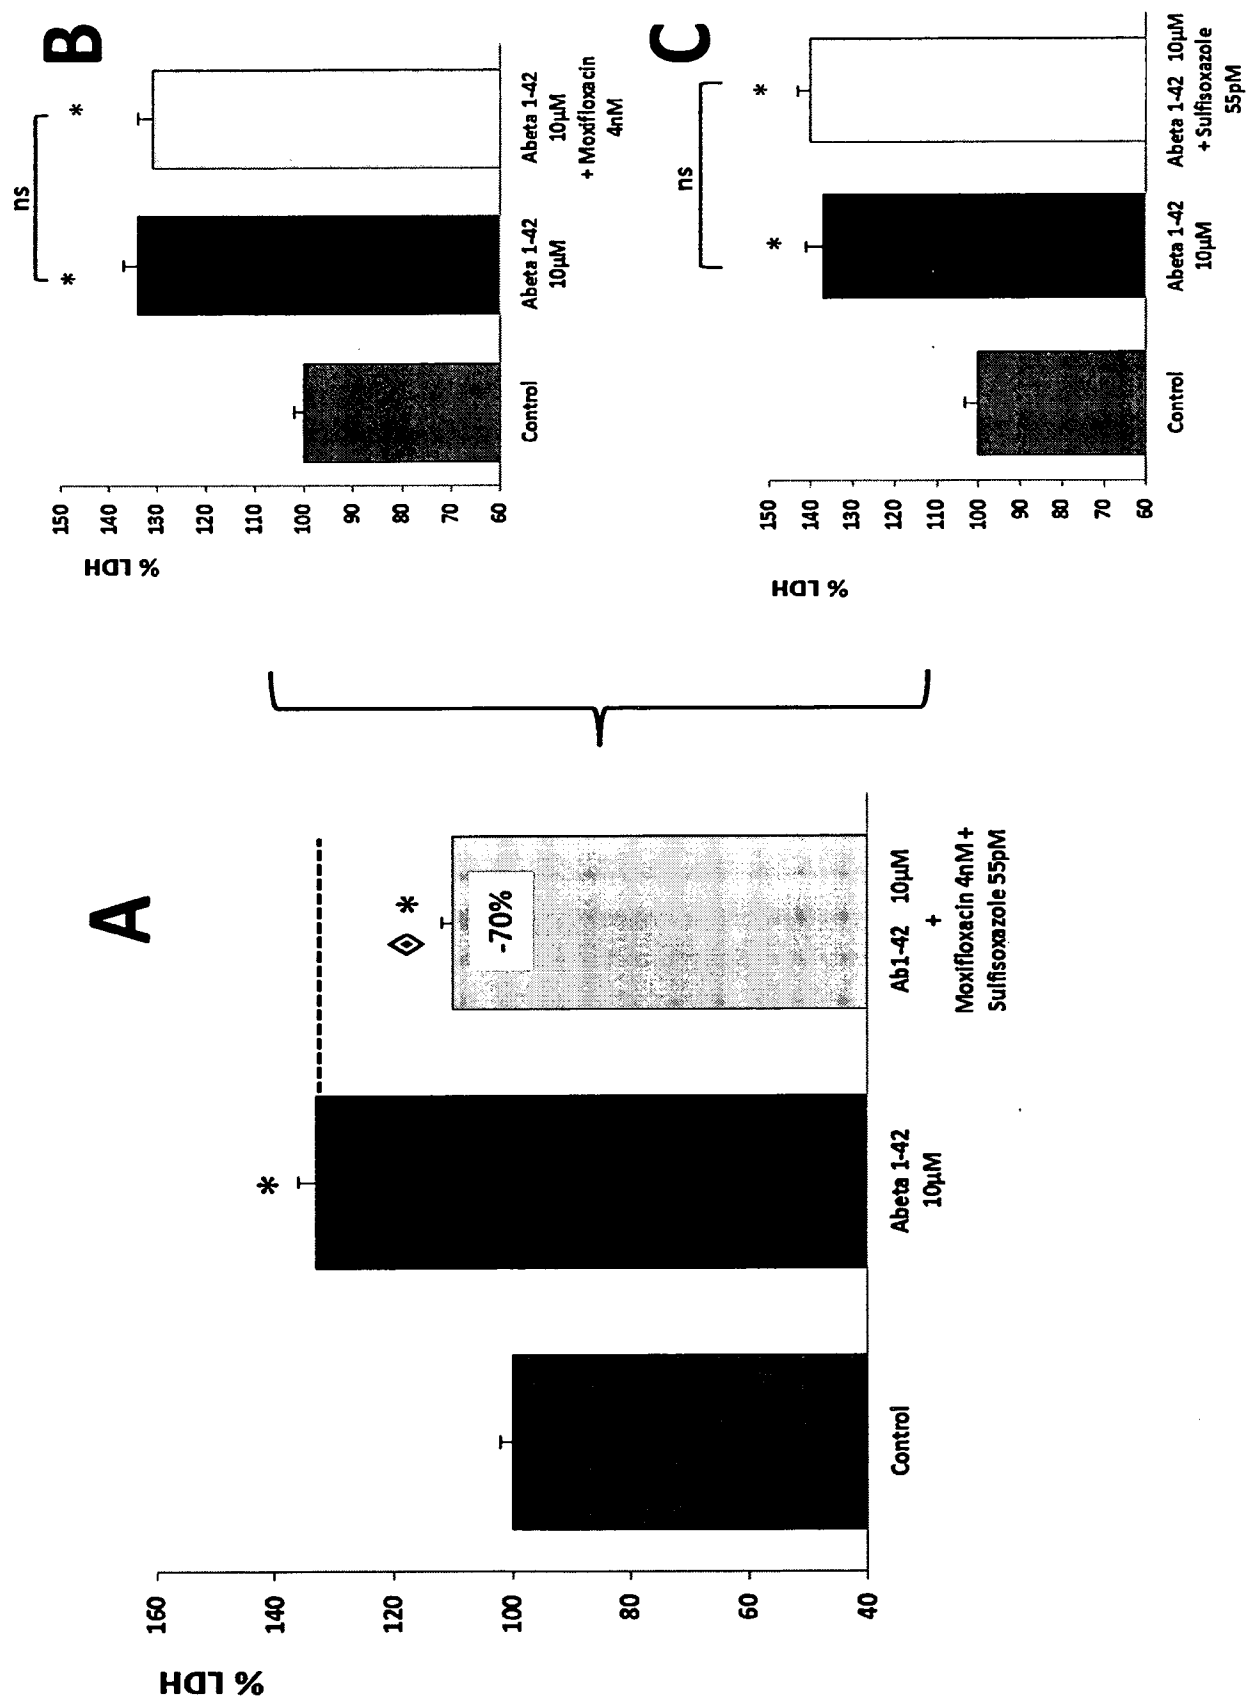 A
% LDH
160
140
120
100
80
60
40
*
◈ *
-70%
Control
Abeta 1-42
10µM
Ab1-42 10µM
+
Moxifloxacin 4nM +
Sulfisoxazole 55pM
B
% LDH
150
140
130
120
110
100
90
80
70
60
ns
*
*
Control
Abeta 1-42
10µM
Abeta 1-42
10µM
+ Moxifloxacin
4nM
C
% LDH
150
140
130
120
110
100
90
80
70
60
ns
*
*
Control
Abeta 1-42
10µM
Abeta 1-42 10µM
+ Sulfisoxazole
55pM